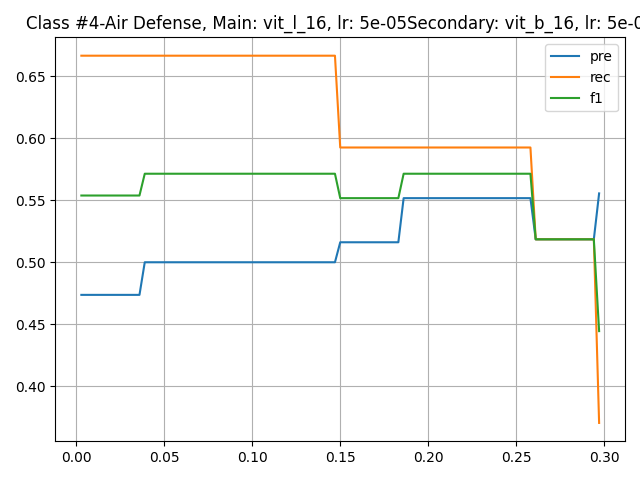 Class #4-Air Defense, Main: vit_l_16, lr: 5e-05Secondary: vit_b_16, lr: 5e-0
pre
rec
f1
0.65
0.60
0.55
0.50
0.45
0.40
0.00 0.05 0.10 0.15 0.20 0.25 0.30